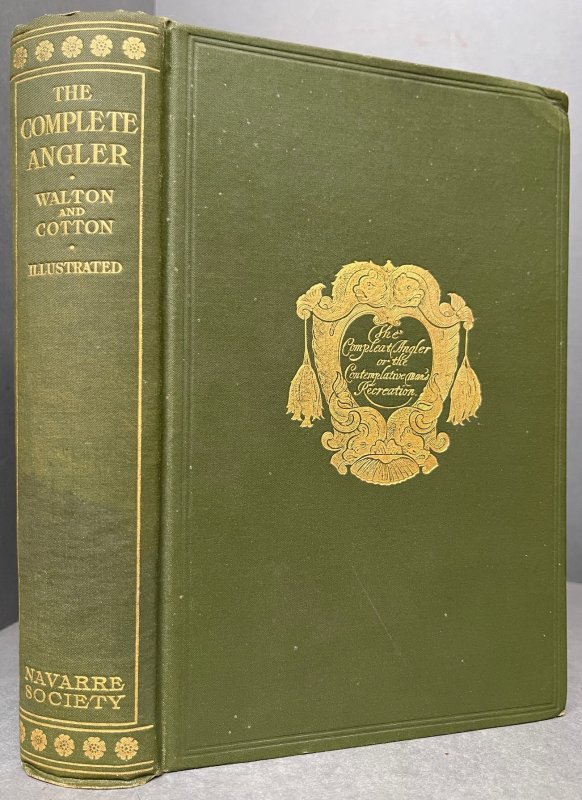 THE
COMPLETE
ANGLER
WALTON
AND
COTTON
ILLUSTRATED
NAVARRE
SOCIETY
The
Compleat Angler
or the
Contemplative Man's
Recreation.